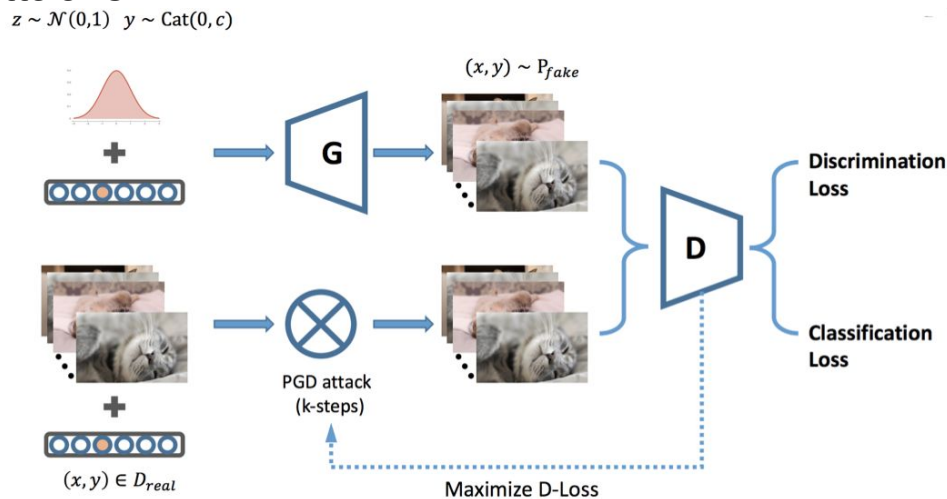 z ~ 𝒩(0,1) y ~ Cat(0, c)
(x, y) ~ P_fake
G
D
Discrimination
Loss
Classification
Loss
PGD attack
(k-steps)
(x, y) ∈ D_real
Maximize D-Loss